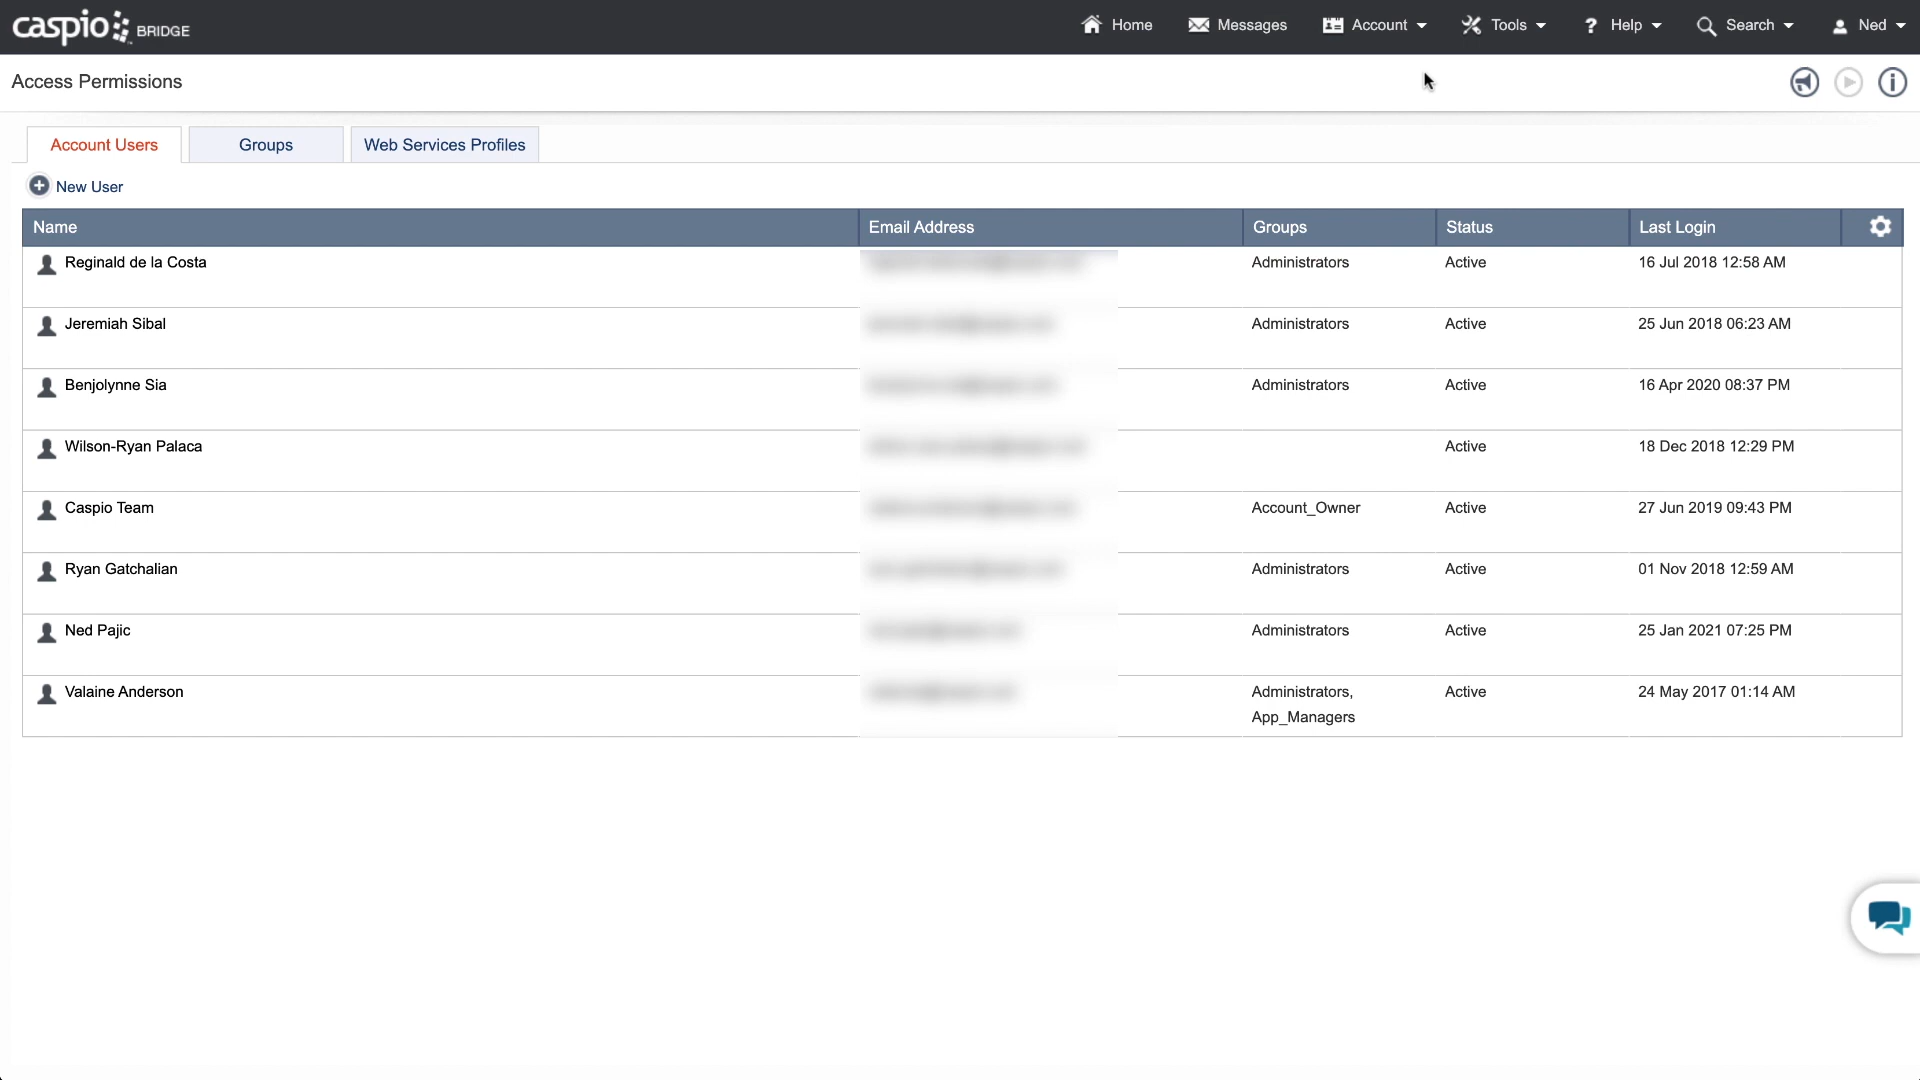 caspio BRIDGE
Home Messages Account Tools Help Search Ned
Access Permissions
Account Users Groups Web Services Profiles
New User
Name Email Address Groups Status Last Login
Reginald de la Costa Administrators Active 16 Jul 2018 12:58 AM
Jeremiah Sibal Administrators Active 25 Jun 2018 06:23 AM
Benjolynne Sia Administrators Active 16 Apr 2020 08:37 PM
Wilson-Ryan Palaca Active 18 Dec 2018 12:29 PM
Caspio Team Account_Owner Active 27 Jun 2019 09:43 PM
Ryan Gatchalian Administrators Active 01 Nov 2018 12:59 AM
Ned Pajic Administrators Active 25 Jan 2021 07:25 PM
Valaine Anderson Administrators, Active 24 May 2017 01:14 AM
App_Managers